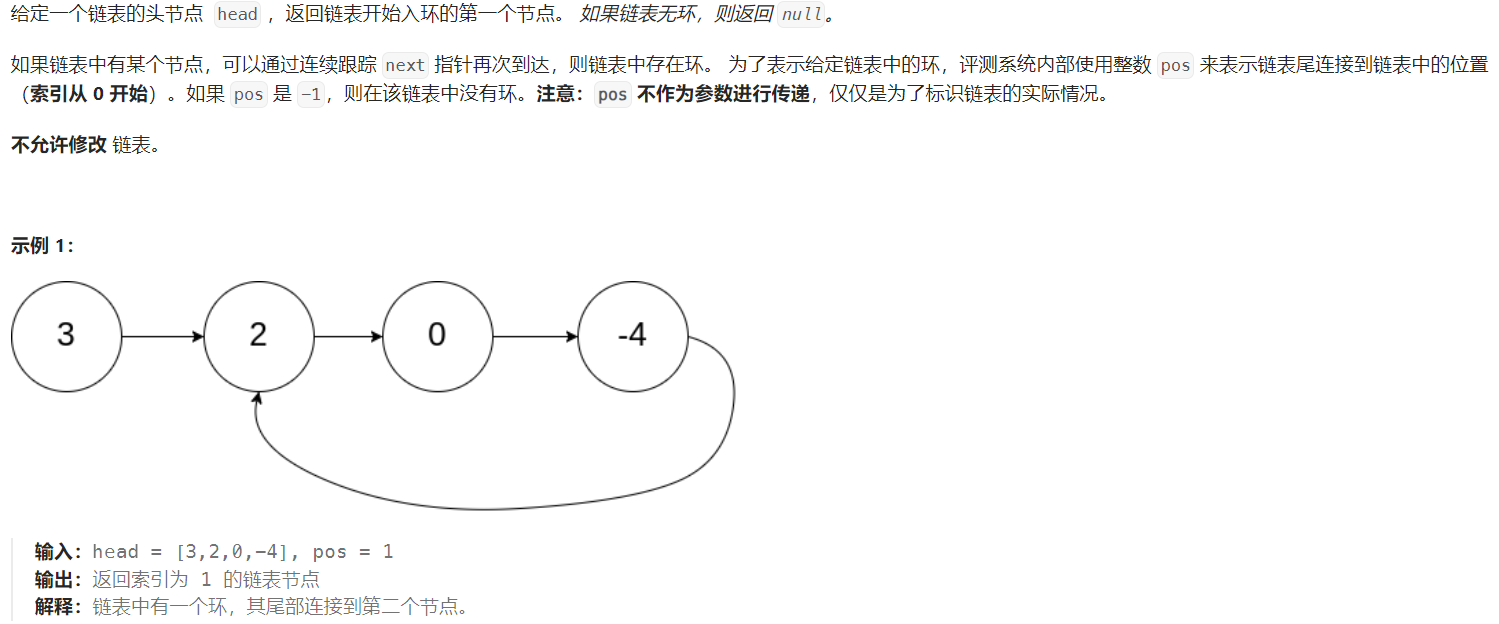 给定一个链表的头节点 head ，返回链表开始入环的第一个节点。 如果链表无环，则返回 null。
如果链表中有某个节点，可以通过连续跟踪 next 指针再次到达，则链表中存在环。 为了表示给定链表中的环，评测系统内部使用整数 pos 来表示链表尾连接到链表中的位置
（索引从 0 开始）。如果 pos 是 -1，则在该链表中没有环。注意：pos 不作为参数进行传递，仅仅是为了标识链表的实际情况。
不允许修改 链表。
示例 1：
3 2 0 -4
输入：head = [3,2,0,-4], pos = 1
输出：返回索引为 1 的链表节点
解释：链表中有一个环，其尾部连接到第二个节点。